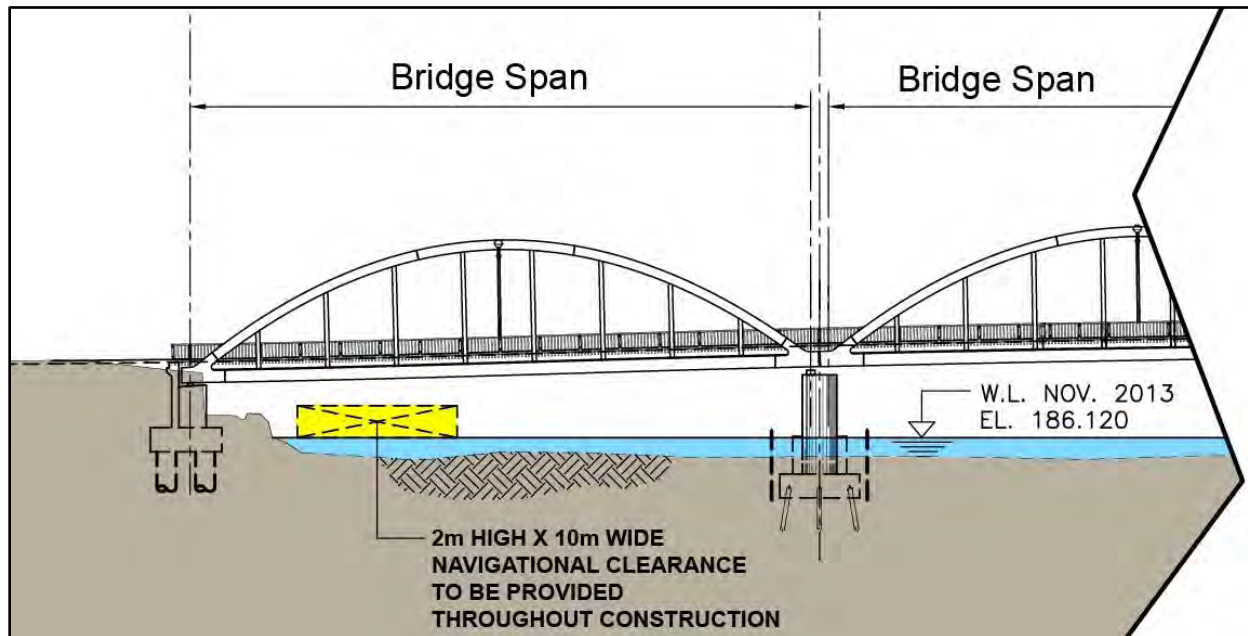 Bridge Span
Bridge Span
W.L. NOV. 2013
EL. 186.120
2m HIGH X 10m WIDE
NAVIGATIONAL CLEARANCE
TO BE PROVIDED
THROUGHOUT CONSTRUCTION